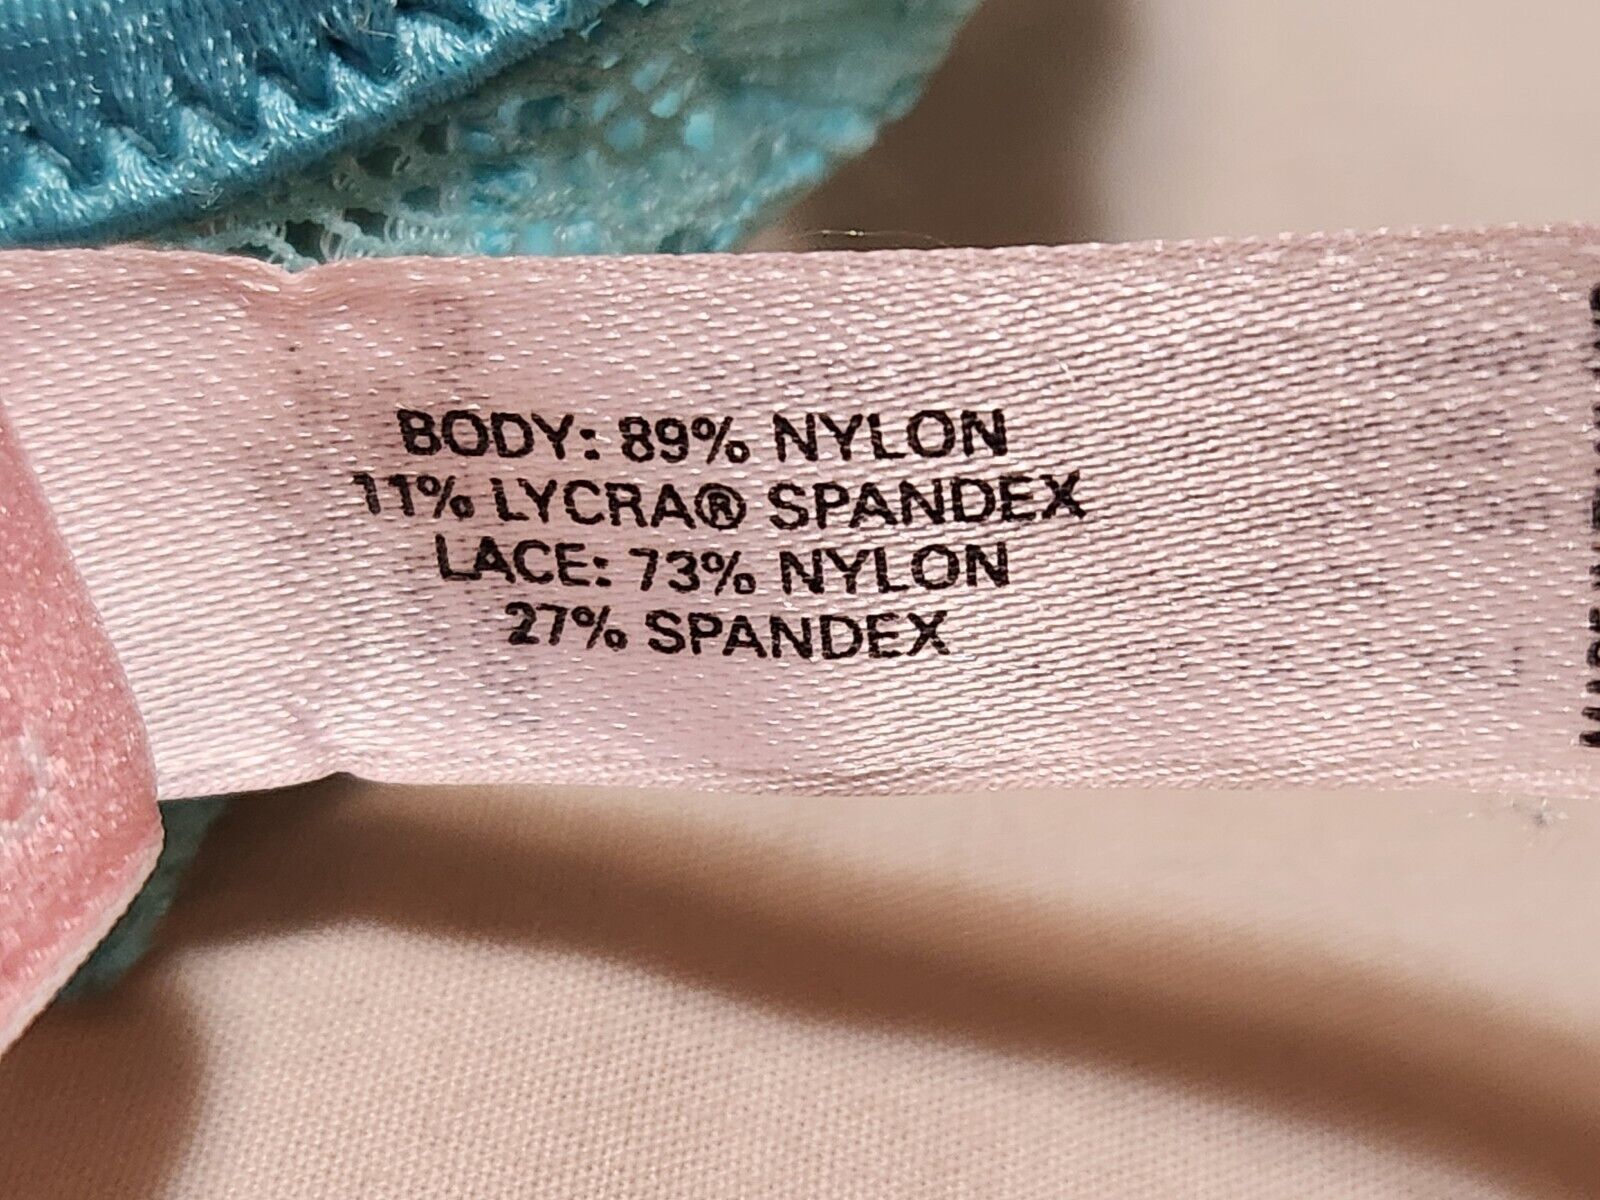 BODY: 89% NYLON
11% LYCRA® SPANDEX
LACE: 73% NYLON
27% SPANDEX